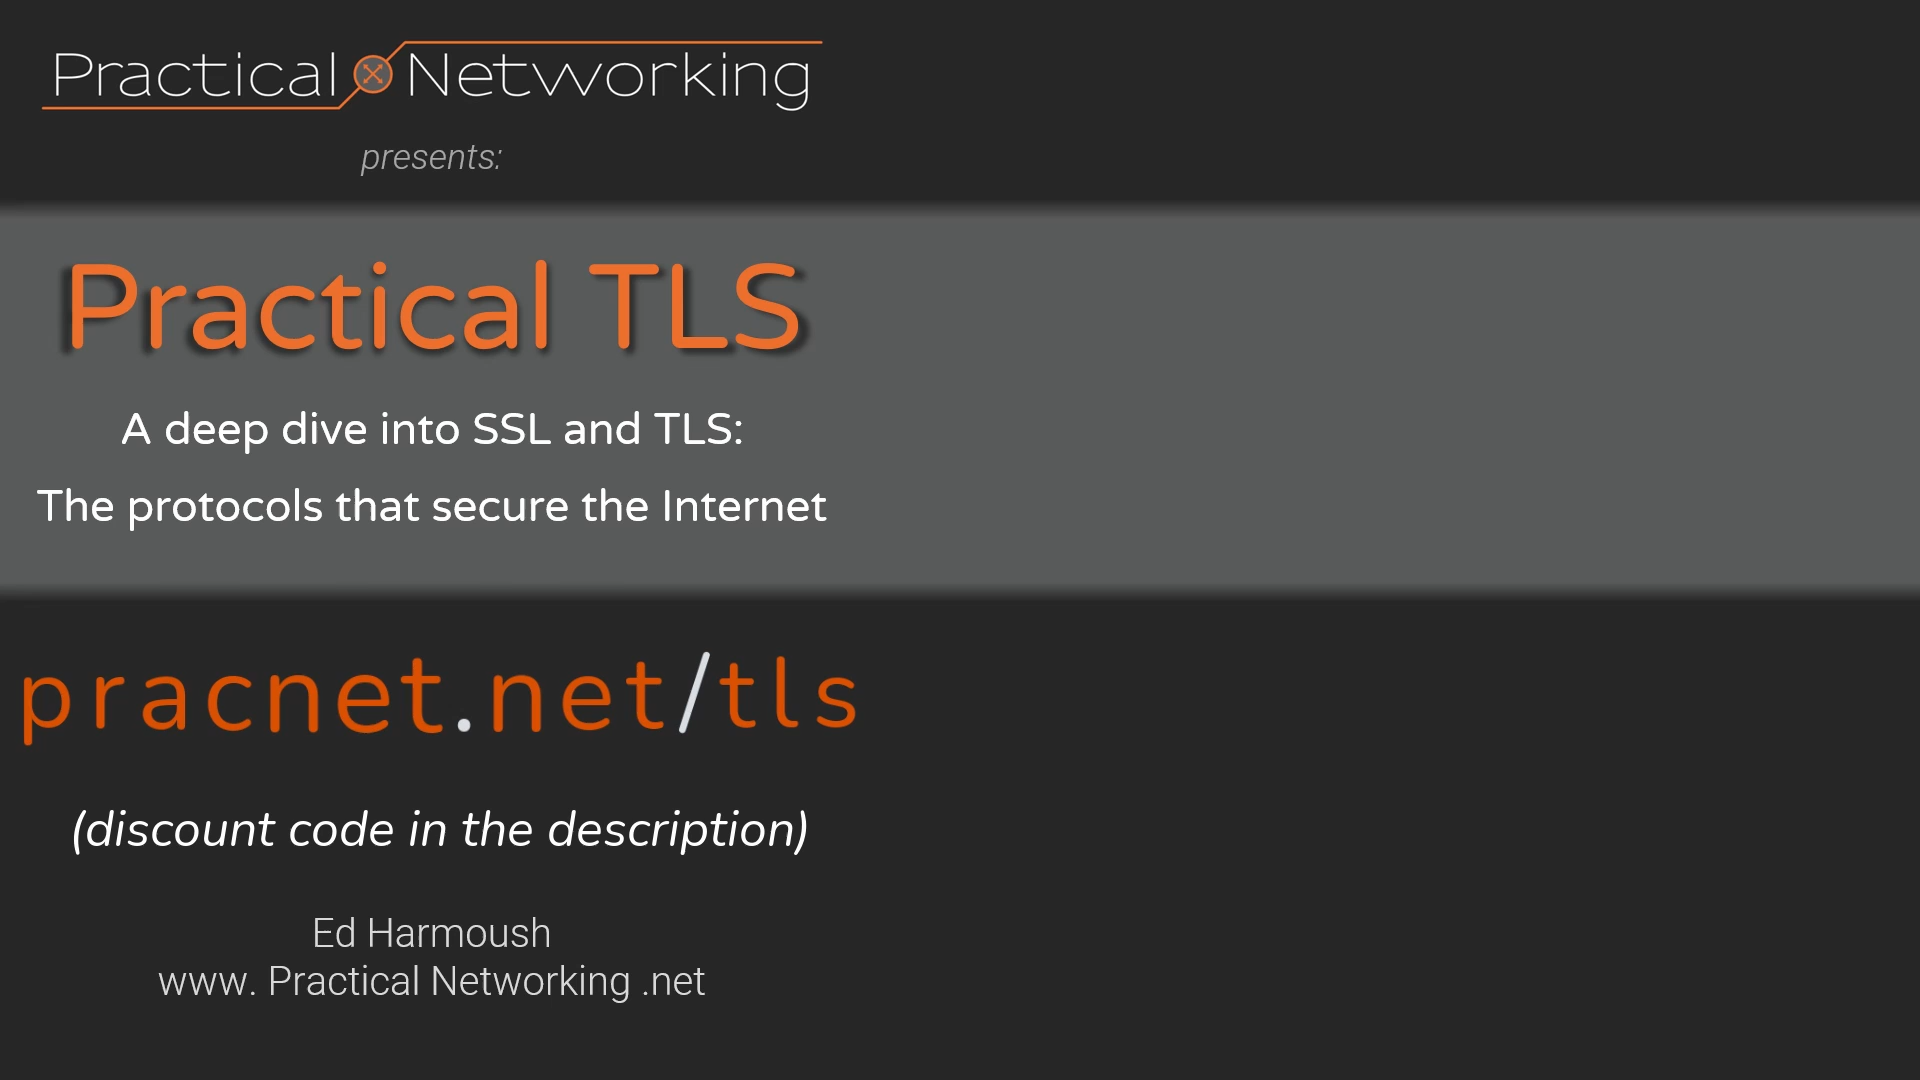 Practical Networking
presents:
Practical TLS
A deep dive into SSL and TLS:
The protocols that secure the Internet
pracnet.net/tls
(discount code in the description)
Ed Harmoush
www. Practical Networking .net